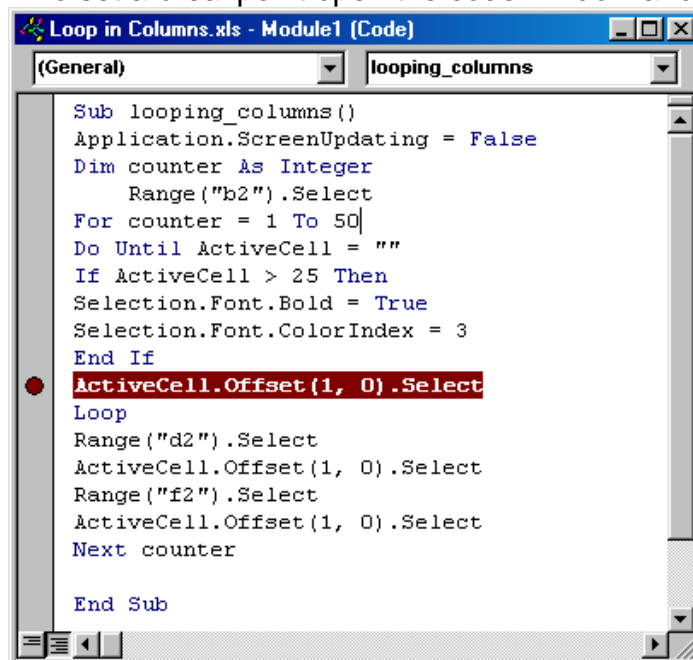 Loop in Columns.xls - Module1 (Code)
(General) looping_columns
Sub looping_columns()
Application.ScreenUpdating = False
Dim counter As Integer
Range("b2").Select
For counter = 1 To 50
Do Until ActiveCell = ""
If ActiveCell > 25 Then
Selection.Font.Bold = True
Selection.Font.ColorIndex = 3
End If
ActiveCell.Offset(1, 0).Select
Loop
Range("d2").Select
ActiveCell.Offset(1, 0).Select
Range("f2").Select
ActiveCell.Offset(1, 0).Select
Next counter
End Sub